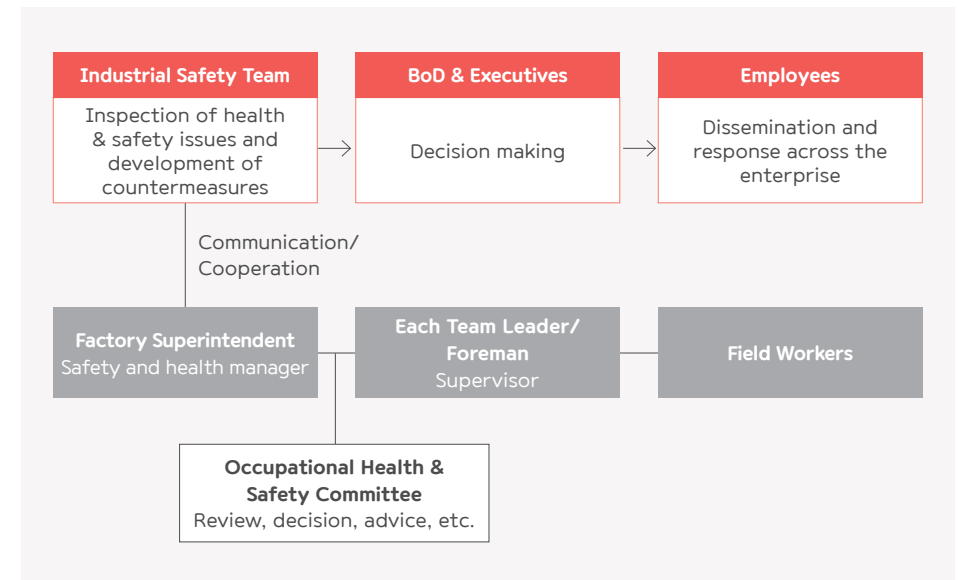 Industrial Safety Team
Inspection of health
& safety issues and
development of
countermeasures
BoD & Executives
Decision making
Employees
Dissemination and
response across the
enterprise
Communication/
Cooperation
Factory Superintendent
Safety and health manager
Each Team Leader/
Foreman
Supervisor
Field Workers
Occupational Health &
Safety Committee
Review, decision, advice, etc.